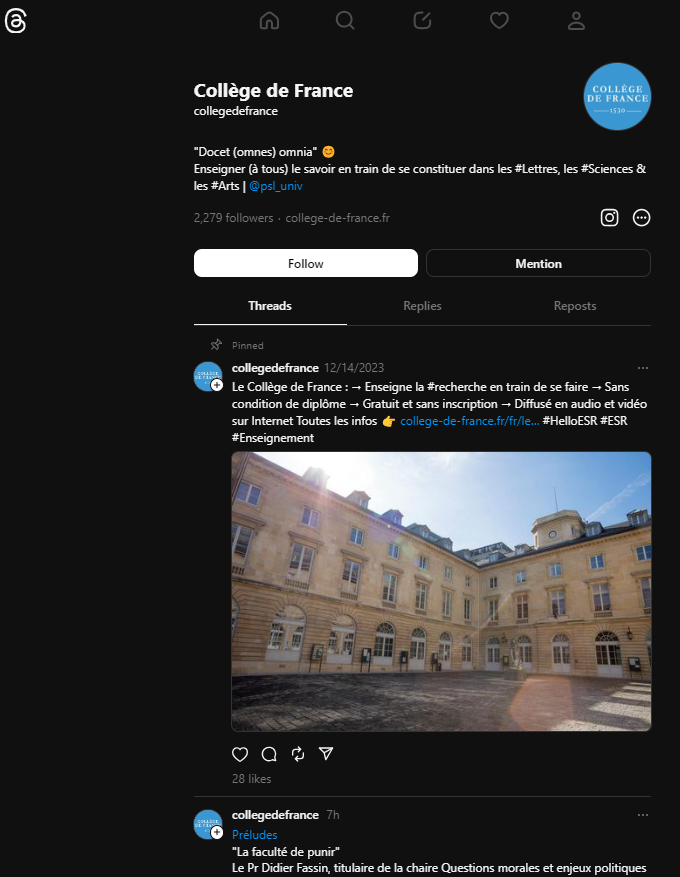 Collège de France
collegedefrance
COLLÈGE
DE FRANCE
1530
"Docet (omnes) omnia" 😊
Enseigner (à tous) le savoir en train de se constituer dans les #Lettres, les #Sciences &
les #Arts | @psl_univ
2,279 followers · college-de-france.fr
Follow
Mention
Threads
Replies
Reposts
Pinned
collegedefrance 12/14/2023
Le Collège de France : → Enseigne la #recherche en train de se faire → Sans
condition de diplôme → Gratuit et sans inscription → Diffusé en audio et vidéo
sur Internet Toutes les infos 👉 college-de-france.fr/fr/le... #HelloESR #ESR
#Enseignement
28 likes
collegedefrance 7h
Préludes
"La faculté de punir"
Le Pr Didier Fassin, titulaire de la chaire Questions morales et enjeux politiques